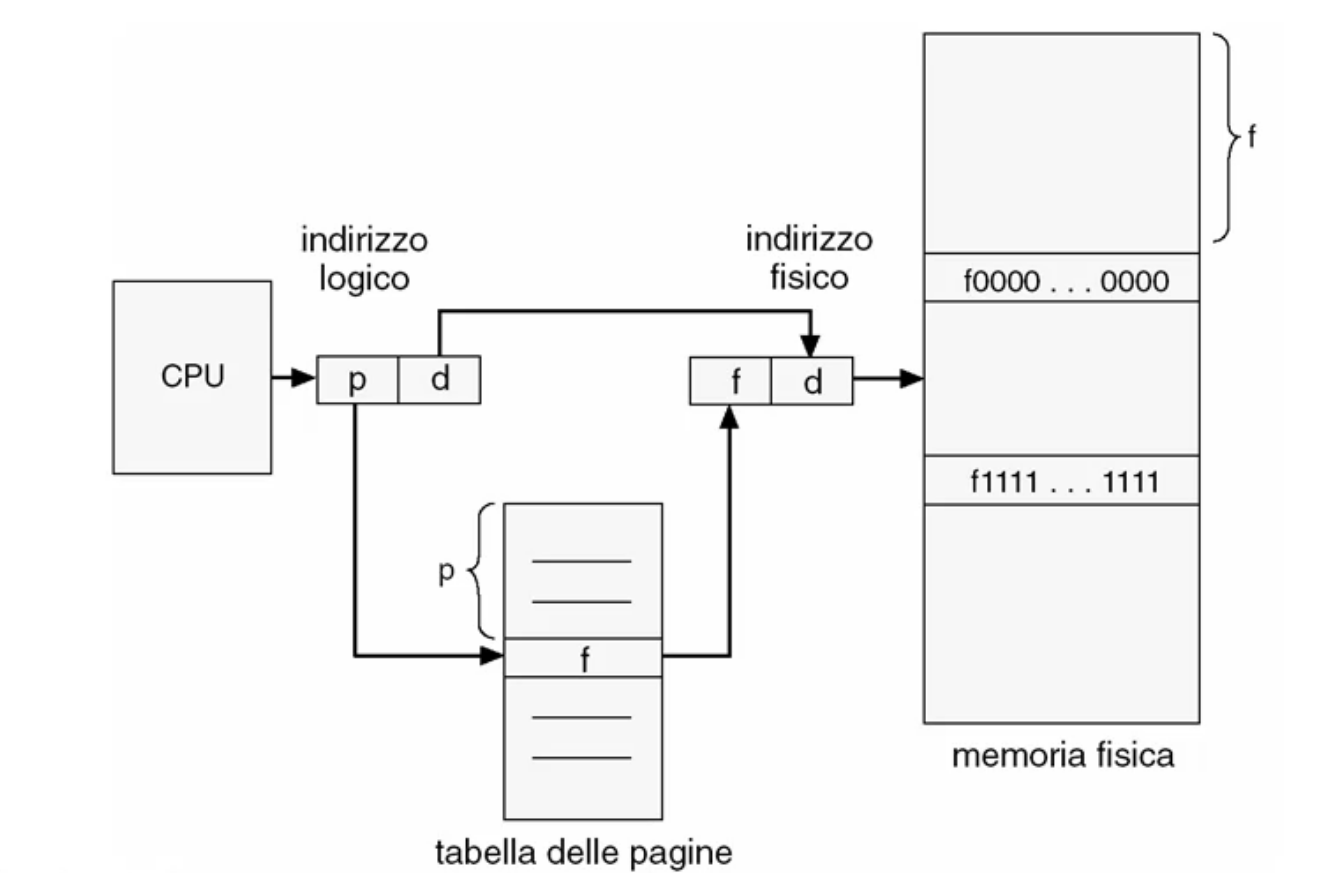 f
indirizzo
logico
indirizzo
fisico
f0000 . . . 0000
CPU
p
d
f
d
f1111 . . . 1111
p
f
memoria fisica
tabella delle pagine